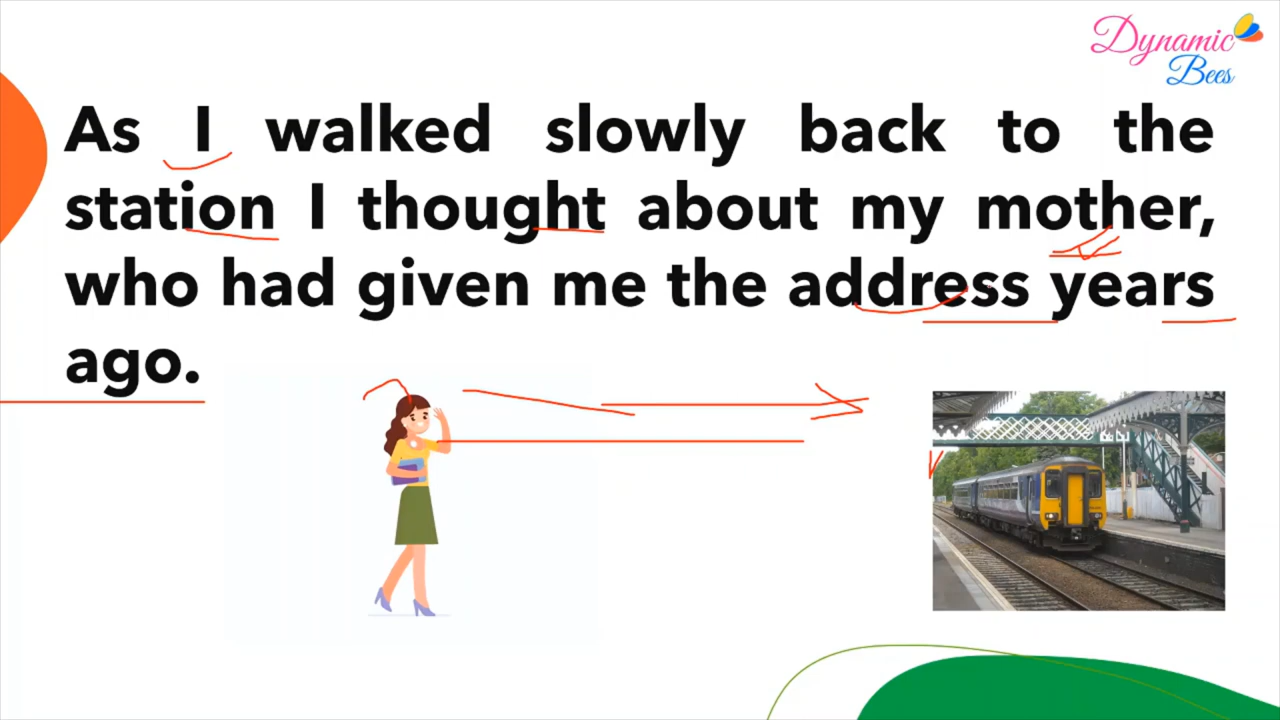 Dynamic
Bees
As I walked slowly back to the
station I thought about my mother,
who had given me the address years
ago.